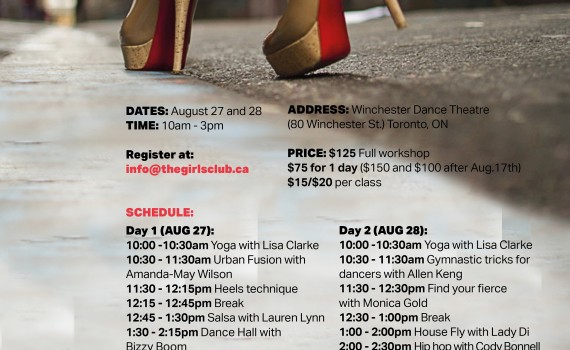 DATES: August 27 and 28
TIME: 10am - 3pm
ADDRESS: Winchester Dance Theatre
(80 Winchester St.) Toronto, ON
Register at:
info@thegirlsclub.ca
PRICE: $125 Full workshop
$75 for 1 day ($150 and $100 after Aug.17th)
$15/$20 per class
SCHEDULE:
Day 1 (AUG 27):
10:00 -10:30am Yoga with Lisa Clarke
10:30 - 11:30am Urban Fusion with
Amanda-May Wilson
11:30 - 12:15pm Heels technique
12:15 - 12:45pm Break
12:45 - 1:30pm Salsa with Lauren Lynn
1:30 - 2:15pm Dance Hall with
Bizzy Boom
Day 2 (AUG 28):
10:00 -10:30am Yoga with Lisa Clarke
10:30 - 11:30am Gymnastic tricks for
dancers with Allen Keng
11:30 - 12:30pm Find your fierce
with Monica Gold
12:30 - 1:00pm Break
1:00 - 2:00pm House Fly with Lady Di
2:00 - 2:30pm Hip hop with Cody Bonnell